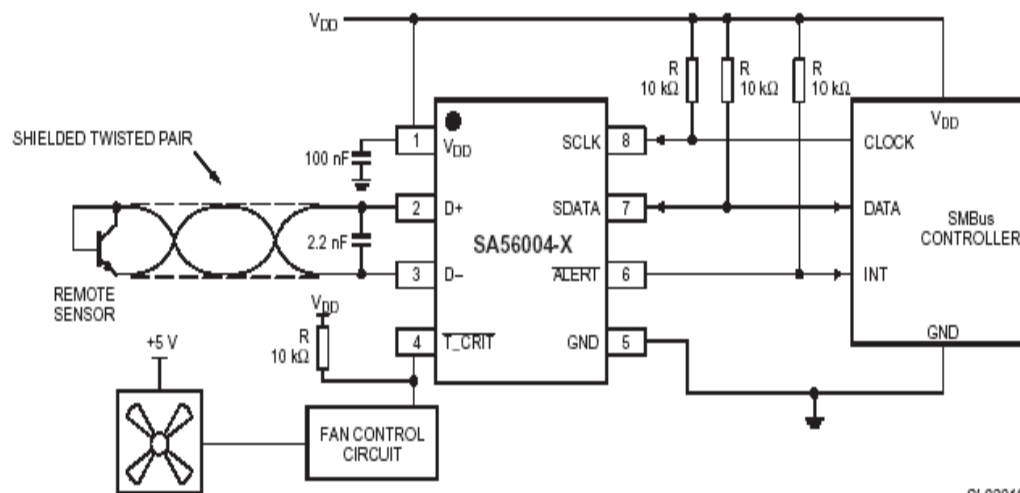 VDD
R
10 kΩ
R
10 kΩ
R
10 kΩ
SHIELDED TWISTED PAIR
100 nF
1
VDD
SCLK
8
VDD
CLOCK
2
D+
SDATA
7
DATA
SMBus
CONTROLLER
2.2 nF
SA56004-X
3
D–
ALERT
6
INT
REMOTE
SENSOR
VDD
R
10 kΩ
4
T_CRIT
GND
5
GND
+5 V
FAN CONTROL
CIRCUIT